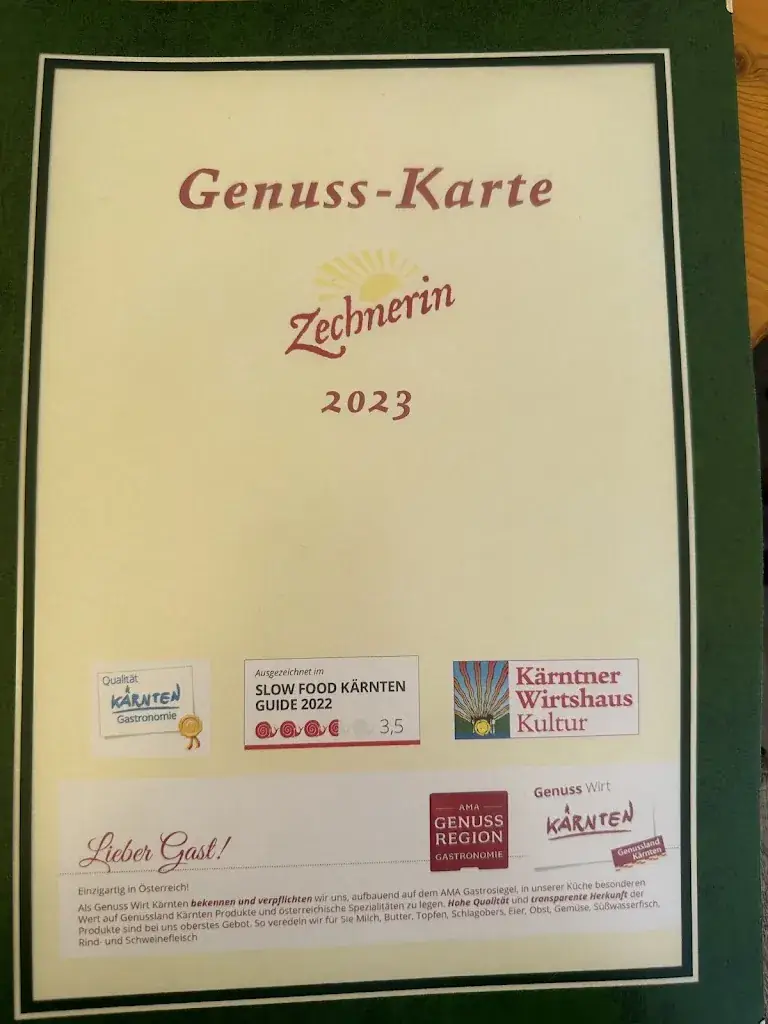 Genuss-Karte
Zechnerin
2023
Qualität
KÄRNTEN
Gastronomie
Ausgezeichnet im
SLOW FOOD KÄRNTEN
GUIDE 2022
3,5
Kärntner
Wirtshaus
Kultur
Lieber Gast!
AMA
GENUSS
REGION
GASTRONOMIE
Genuss Wirt
KÄRNTEN
Genussland
Kärnten
Einzigartig in Österreich!
Als Genuss Wirt Kärnten bekennen und verpflichten wir uns, aufbauend auf dem AMA Gastrosiegel, in unserer Küche besonderen
Wert auf Genussland Kärnten Produkte und österreichische Spezialitäten zu legen. Hohe Qualität und transparente Herkunft der
Produkte sind bei uns oberstes Gebot. So veredeln wir für Sie Milch, Butter, Topfen, Schlagobers, Eier, Obst, Gemüse, Süßwasserfisch,
Rind- und Schweinefleisch